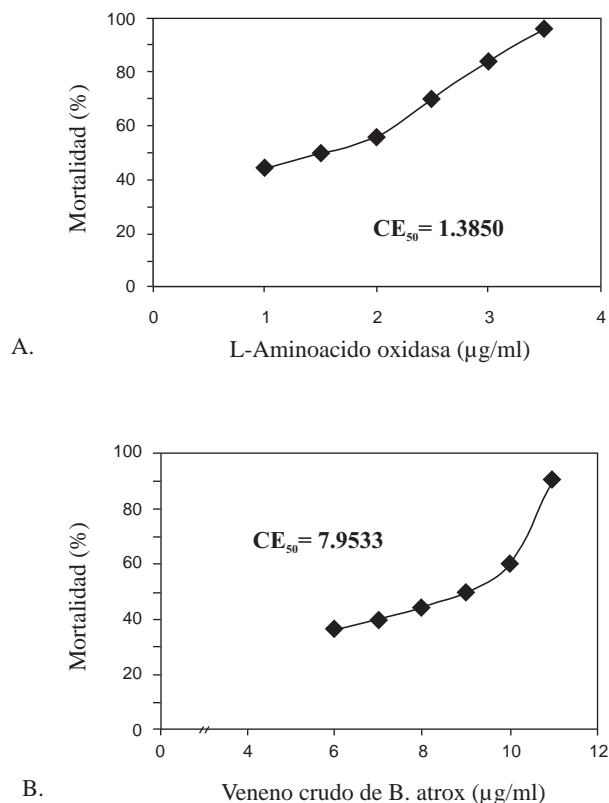 100
80
60
40
20
0
Mortalidad (%)
CE50= 1.3850
0 1 2 3 4
A.
L-Aminoacido oxidasa (µg/ml)
100
80
60
40
20
0
Mortalidad (%)
CE50= 7.9533
0 4 6 8 10 12
B.
Veneno crudo de B. atrox (µg/ml)